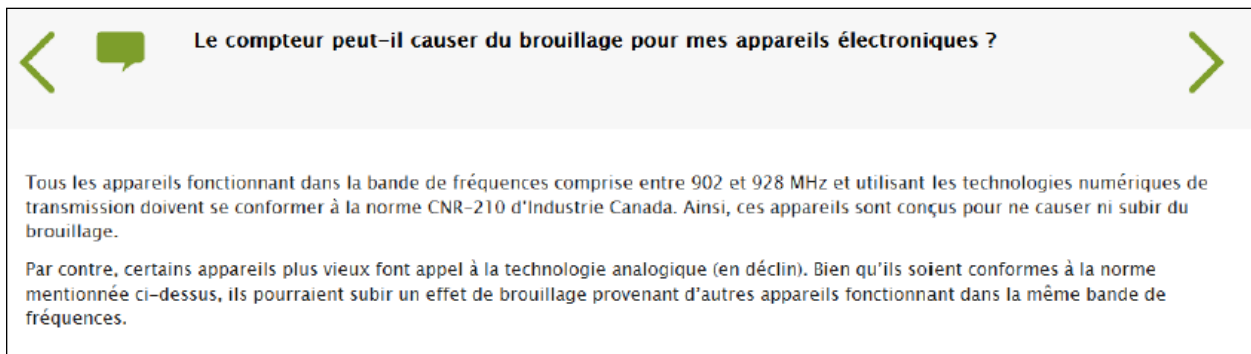 Le compteur peut-il causer du brouillage pour mes appareils électroniques ?
Tous les appareils fonctionnant dans la bande de fréquences comprise entre 902 et 928 MHz et utilisant les technologies numériques de
transmission doivent se conformer à la norme CNR-210 d'Industrie Canada. Ainsi, ces appareils sont conçus pour ne causer ni subir du
brouillage.
Par contre, certains appareils plus vieux font appel à la technologie analogique (en déclin). Bien qu'ils soient conformes à la norme
mentionnée ci-dessus, ils pourraient subir un effet de brouillage provenant d'autres appareils fonctionnant dans la même bande de
fréquences.